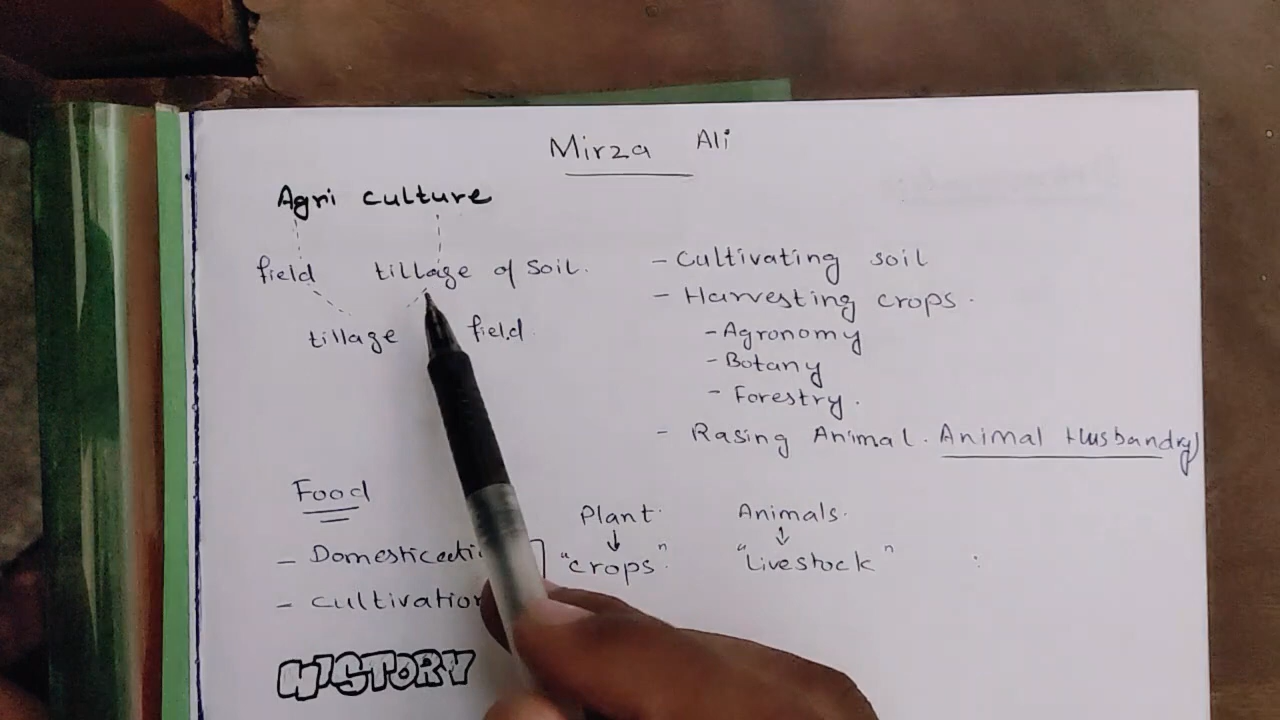 Mirza Ali
Agri culture
field tillage of soil.
tillage field.
- Cultivating soil
- Harvesting crops.
- Agronomy
- Botany
- Forestry.
- Rasing Animal. Animal Husbandry
Food
Plant. Animals.
- "crops". "Livestock"
- Cultivation
HISTORY